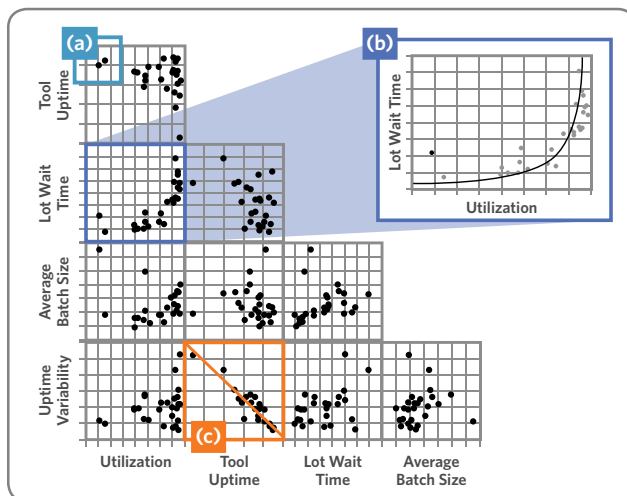 (a)
(b)
Tool
Uptime
Lot Wait Time
Utilization
Lot Wait
Time
Average
Batch Size
Uptime
Variability
(c)
Utilization
Tool
Uptime
Lot Wait
Time
Average
Batch Size